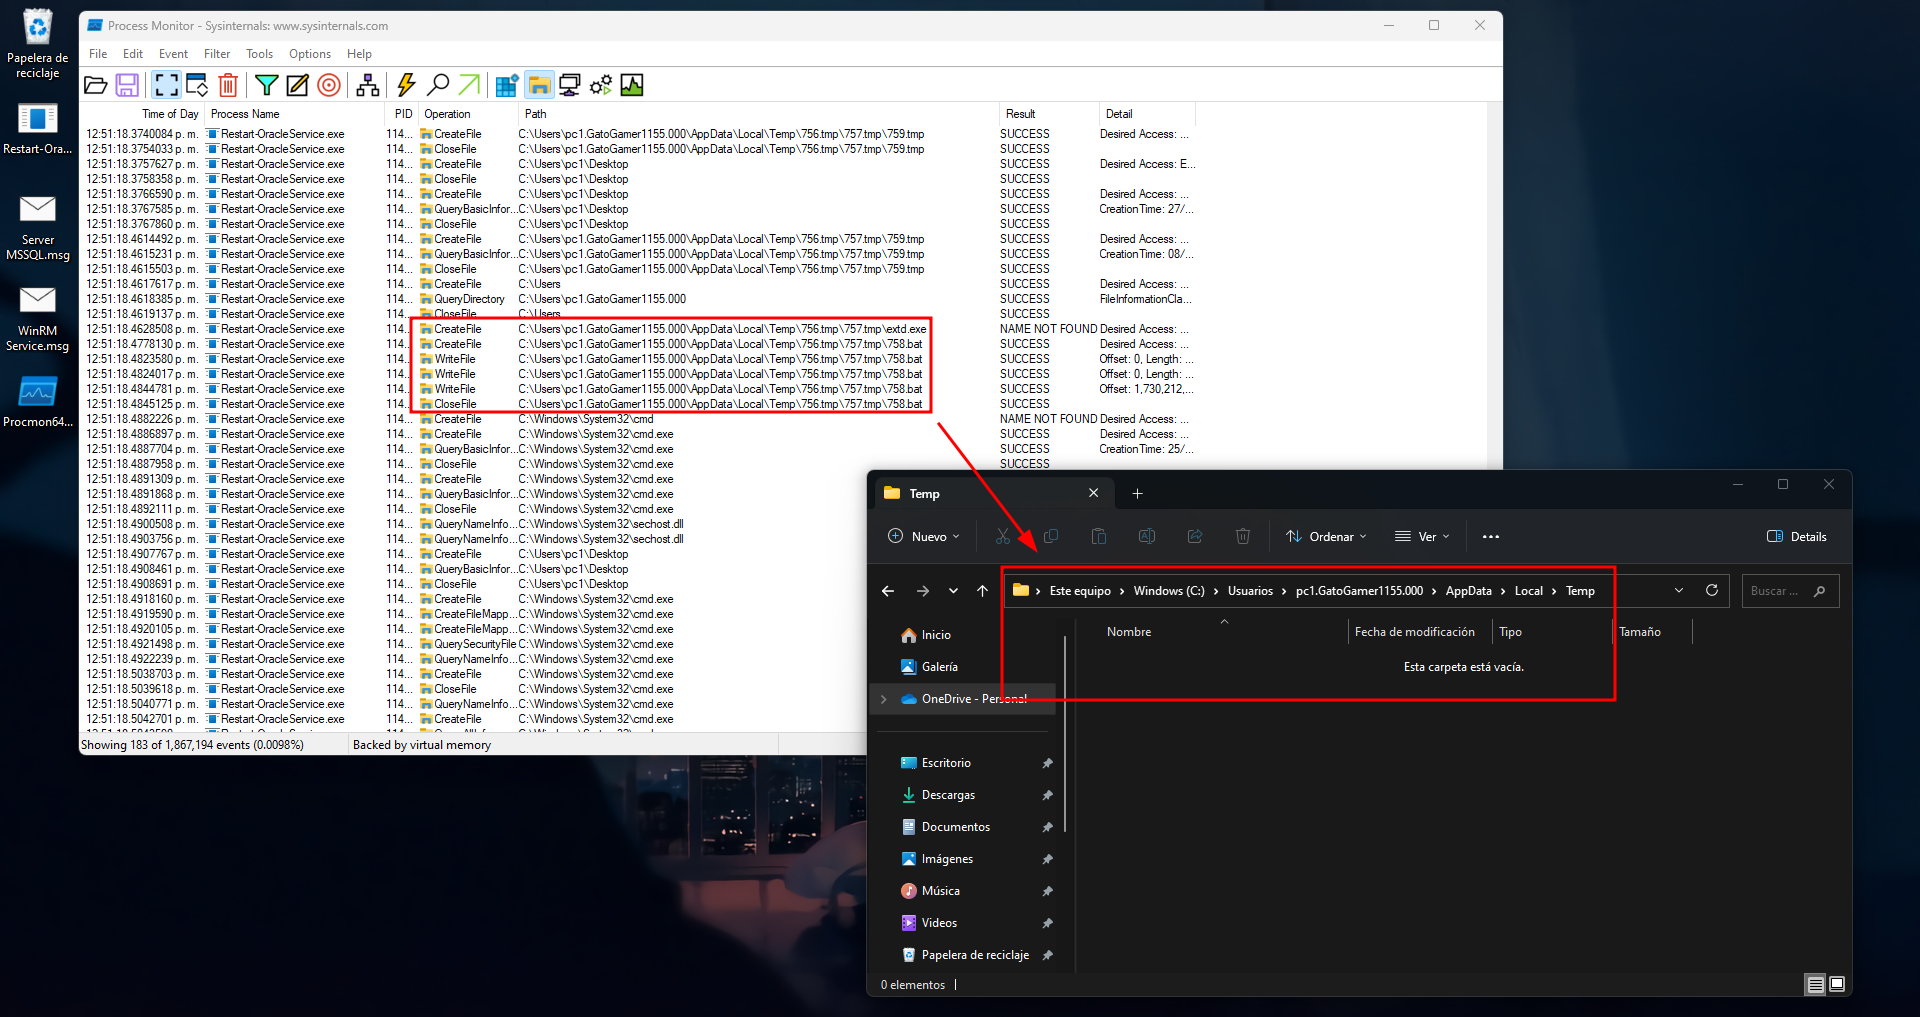 Papelera de
reciclaje
Restart-Ora...
Server
MSSQL.msg
WinRM
Service.msg
Procmon64...
Process Monitor - Sysinternals: www.sysinternals.com
File Edit Event Filter Tools Options Help
Time of Day Process Name PID Operation Path Result Detail
12:51:18.3740084 p. m. Restart-OracleService.exe 114... CreateFile C:\Users\pc1.GatoGamer1155.000\AppData\Local\Temp\756.tmp\757.tmp\759.tmp SUCCESS Desired Access: ...
12:51:18.3754033 p. m. Restart-OracleService.exe 114... CloseFile C:\Users\pc1.GatoGamer1155.000\AppData\Local\Temp\756.tmp\757.tmp\759.tmp SUCCESS
12:51:18.3757627 p. m. Restart-OracleService.exe 114... CreateFile C:\Users\pc1\Desktop SUCCESS Desired Access: E...
12:51:18.3758358 p. m. Restart-OracleService.exe 114... CloseFile C:\Users\pc1\Desktop SUCCESS
12:51:18.3766590 p. m. Restart-OracleService.exe 114... CreateFile C:\Users\pc1\Desktop SUCCESS Desired Access: ...
12:51:18.3767585 p. m. Restart-OracleService.exe 114... QueryBasicInfor... C:\Users\pc1\Desktop SUCCESS CreationTime: 27/...
12:51:18.3767860 p. m. Restart-OracleService.exe 114... CloseFile C:\Users\pc1\Desktop SUCCESS
12:51:18.4614492 p. m. Restart-OracleService.exe 114... CreateFile C:\Users\pc1.GatoGamer1155.000\AppData\Local\Temp\756.tmp\757.tmp\759.tmp SUCCESS Desired Access: ...
12:51:18.4615231 p. m. Restart-OracleService.exe 114... QueryBasicInfor... C:\Users\pc1.GatoGamer1155.000\AppData\Local\Temp\756.tmp\757.tmp\759.tmp SUCCESS CreationTime: 08/...
12:51:18.4615503 p. m. Restart-OracleService.exe 114... CloseFile C:\Users\pc1.GatoGamer1155.000\AppData\Local\Temp\756.tmp\757.tmp\759.tmp SUCCESS
12:51:18.4617617 p. m. Restart-OracleService.exe 114... CreateFile C:\Users SUCCESS Desired Access: ...
12:51:18.4618385 p. m. Restart-OracleService.exe 114... QueryDirectory C:\Users\pc1.GatoGamer1155.000 SUCCESS FileInformationCla...
12:51:18.4619137 p. m. Restart-OracleService.exe 114... CloseFile C:\Users SUCCESS
12:51:18.4628508 p. m. Restart-OracleService.exe 114... CreateFile C:\Users\pc1.GatoGamer1155.000\AppData\Local\Temp\756.tmp\757.tmp\extd.exe NAME NOT FOUND Desired Access: ...
12:51:18.4778130 p. m. Restart-OracleService.exe 114... CreateFile C:\Users\pc1.GatoGamer1155.000\AppData\Local\Temp\756.tmp\757.tmp\758.bat SUCCESS Desired Access: ...
12:51:18.4823580 p. m. Restart-OracleService.exe 114... WriteFile C:\Users\pc1.GatoGamer1155.000\AppData\Local\Temp\756.tmp\757.tmp\758.bat SUCCESS Offset: 0, Length: ...
12:51:18.4824017 p. m. Restart-OracleService.exe 114... WriteFile C:\Users\pc1.GatoGamer1155.000\AppData\Local\Temp\756.tmp\757.tmp\758.bat SUCCESS Offset: 0, Length: ...
12:51:18.4844781 p. m. Restart-OracleService.exe 114... WriteFile C:\Users\pc1.GatoGamer1155.000\AppData\Local\Temp\756.tmp\757.tmp\758.bat SUCCESS Offset: 1,730,212,...
12:51:18.4845125 p. m. Restart-OracleService.exe 114... CloseFile C:\Users\pc1.GatoGamer1155.000\AppData\Local\Temp\756.tmp\757.tmp\758.bat SUCCESS
12:51:18.4882226 p. m. Restart-OracleService.exe 114... CreateFile C:\Windows\System32\cmd NAME NOT FOUND Desired Access: ...
12:51:18.4886897 p. m. Restart-OracleService.exe 114... CreateFile C:\Windows\System32\cmd.exe SUCCESS Desired Access: ...
12:51:18.4887704 p. m. Restart-OracleService.exe 114... QueryBasicInfor... C:\Windows\System32\cmd.exe SUCCESS CreationTime: 25/...
12:51:18.4887958 p. m. Restart-OracleService.exe 114... CloseFile C:\Windows\System32\cmd.exe SUCCESS
12:51:18.4891309 p. m. Restart-OracleService.exe 114... CreateFile C:\Windows\System32\cmd.exe
12:51:18.4891868 p. m. Restart-OracleService.exe 114... QueryBasicInfor... C:\Windows\System32\cmd.exe
12:51:18.4892111 p. m. Restart-OracleService.exe 114... CloseFile C:\Windows\System32\cmd.exe
12:51:18.4900508 p. m. Restart-OracleService.exe 114... QueryNameInfo... C:\Windows\System32\sechost.dll
12:51:18.4903756 p. m. Restart-OracleService.exe 114... QueryNameInfo... C:\Windows\System32\sechost.dll
12:51:18.4907767 p. m. Restart-OracleService.exe 114... CreateFile C:\Users\pc1\Desktop
12:51:18.4908461 p. m. Restart-OracleService.exe 114... QueryBasicInfor... C:\Users\pc1\Desktop
12:51:18.4908691 p. m. Restart-OracleService.exe 114... CloseFile C:\Users\pc1\Desktop
12:51:18.4918160 p. m. Restart-OracleService.exe 114... CreateFile C:\Windows\System32\cmd.exe
12:51:18.4919590 p. m. Restart-OracleService.exe 114... CreateFileMapp... C:\Windows\System32\cmd.exe
12:51:18.4920105 p. m. Restart-OracleService.exe 114... CreateFileMapp... C:\Windows\System32\cmd.exe
12:51:18.4921498 p. m. Restart-OracleService.exe 114... QuerySecurityFile C:\Windows\System32\cmd.exe
12:51:18.4922239 p. m. Restart-OracleService.exe 114... QueryNameInfo... C:\Windows\System32\cmd.exe
12:51:18.5038703 p. m. Restart-OracleService.exe 114... CreateFile C:\Windows\System32\cmd.exe
12:51:18.5039618 p. m. Restart-OracleService.exe 114... CloseFile C:\Windows\System32\cmd.exe
12:51:18.5040771 p. m. Restart-OracleService.exe 114... QueryNameInfo... C:\Windows\System32\cmd.exe
12:51:18.5042701 p. m. Restart-OracleService.exe 114... CreateFile C:\Windows\System32\cmd.exe
Showing 183 of 1,867,194 events (0.0098%) Backed by virtual memory
Temp
Nuevo Ordenar Ver Details
Este equipo > Windows (C:) > Usuarios > pc1.GatoGamer1155.000 > AppData > Local > Temp
Buscar ...
Nombre Fecha de modificación Tipo Tamaño
Esta carpeta está vacía.
Inicio
Galería
OneDrive - Personal
Escritorio
Descargas
Documentos
Imágenes
Música
Videos
Papelera de reciclaje
0 elementos